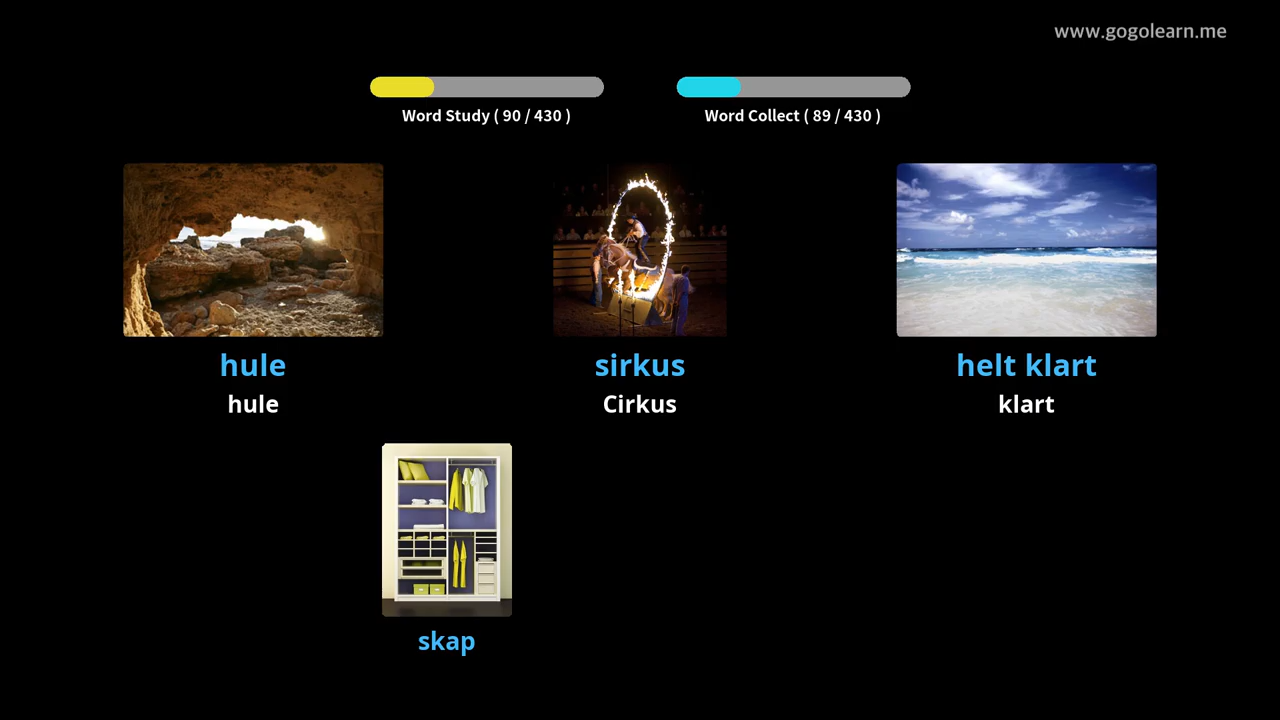 www.gogolearn.me
Word Study ( 90 / 430 )
Word Collect ( 89 / 430 )
hule
sirkus
helt klart
hule
Cirkus
klart
skap